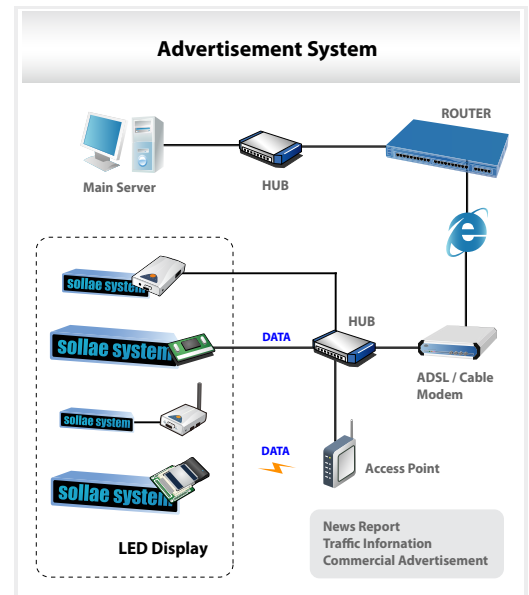 Advertisement System
ROUTER
Main Server
HUB
sollae system
HUB
DATA
sollae system
ADSL / Cable
Modem
sollae system
DATA
Access Point
sollae system
News Report
Traffic Infornation
Commercial Advertisement
LED Display